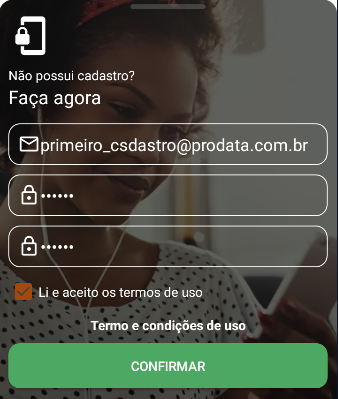 Não possui cadastro?
Faça agora
primeiro_csdastro@prodata.com.br
••••••
••••••
Li e aceito os termos de uso
Termo e condições de uso
CONFIRMAR